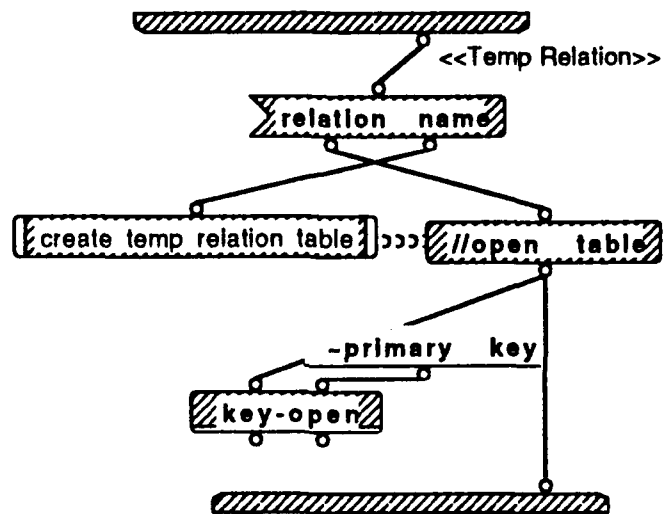 <<Temp Relation>>
relation name
create temp relation table
//open table
~primary key
key-open